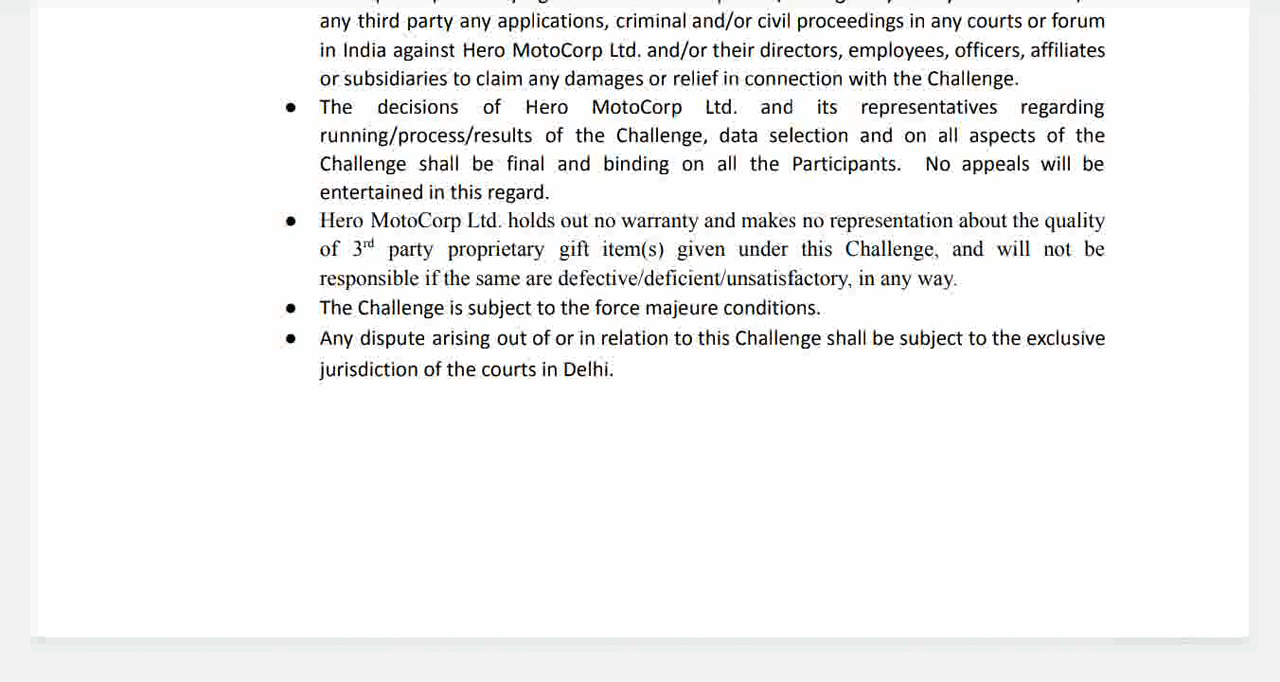 any third party any applications, criminal and/or civil proceedings in any courts or forum
in India against Hero MotoCorp Ltd. and/or their directors, employees, officers, affiliates
or subsidiaries to claim any damages or relief in connection with the Challenge.
● The decisions of Hero MotoCorp Ltd. and its representatives regarding
running/process/results of the Challenge, data selection and on all aspects of the
Challenge shall be final and binding on all the Participants. No appeals will be
entertained in this regard.
● Hero MotoCorp Ltd. holds out no warranty and makes no representation about the quality
of 3rd party proprietary gift item(s) given under this Challenge, and will not be
responsible if the same are defective/deficient/unsatisfactory, in any way.
● The Challenge is subject to the force majeure conditions.
● Any dispute arising out of or in relation to this Challenge shall be subject to the exclusive
jurisdiction of the courts in Delhi.